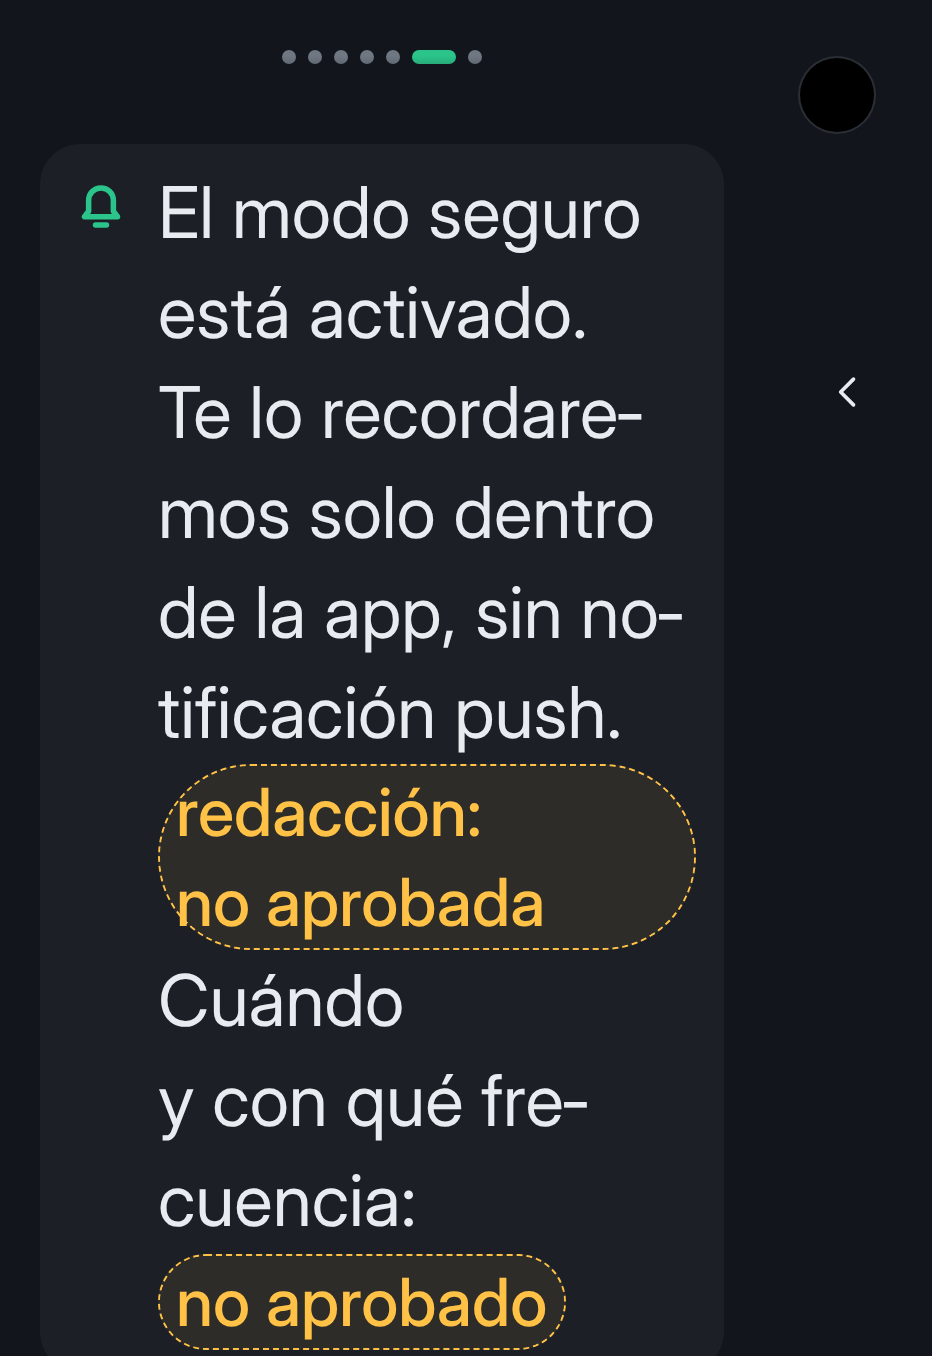 El modo seguro
está activado.
Te lo recordare-
mos solo dentro
de la app, sin no-
tificación push.
redacción:
no aprobada
Cuándo
y con qué fre-
cuencia:
no aprobado